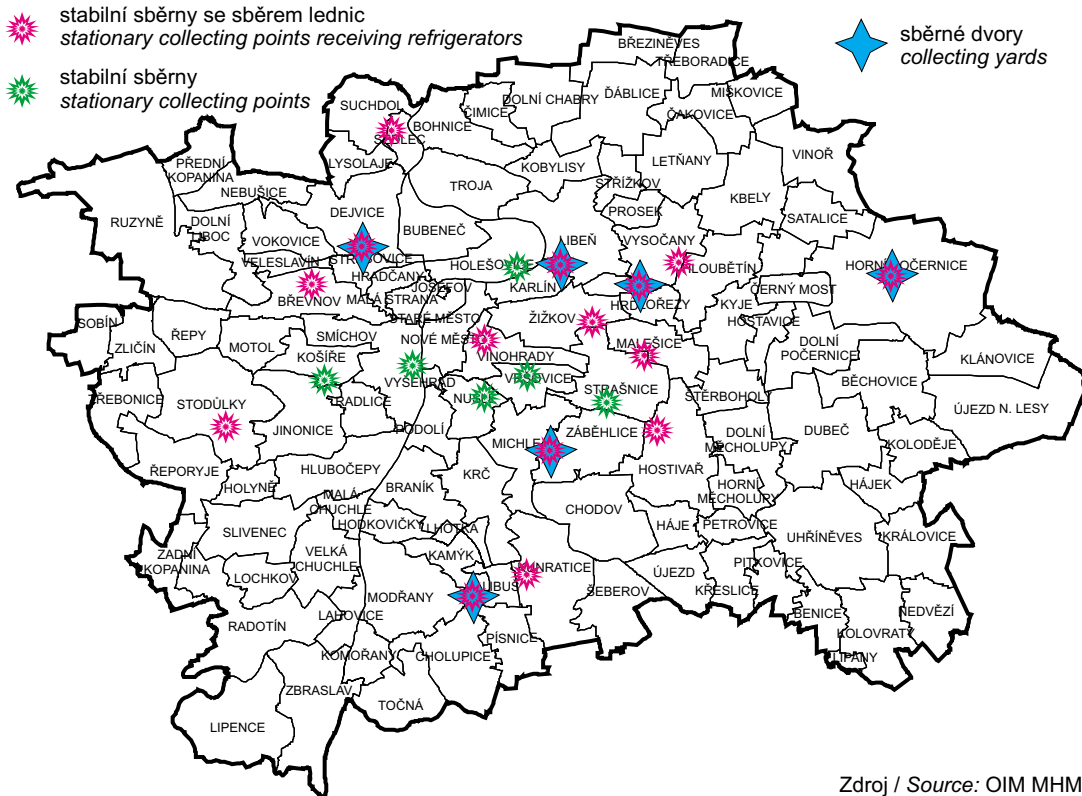 stabilní sběrny se sběrem lednic
stationary collecting points receiving refrigerators
stabilní sběrny
stationary collecting points
sběrné dvory
collecting yards
BŘEZINĚVES
TŘEBORADICE
SUCHDOL
ČIMICE
DOLNÍ CHABRY
ĎÁBLICE
MIŠKOVICE
ČAKOVICE
BOHNICE
LYSOLAJE
PŘEDNÍ
KOPANINA
NEBUŠICE
TROJA
KOBYLISY
STŘÍŽKOV
LETŇANY
VINOŘ
RUZYNĚ
DOLNÍ
DEJVICE
BUBENEČ
PROSEK
KBELY
SATALICE
VOKOVICE
VELESLAVÍN
HOLEŠOVICE
LIBEŇ
VYSOČANY
HLOUBĚTÍN
HORNÍ POČERNICE
HRADČANY
JOSEFOV
KARLÍN
HRDLOŘEZY
ČERNÝ MOST
BŘEVNOV
MALÁ STRANA
STARÉ MĚSTO
ŽIŽKOV
KYJE
HOSTAVICE
SOBÍN
ZLIČÍN
ŘEPY
MOTOL
SMÍCHOV
NOVÉ MĚSTO
VINOHRADY
MALEŠICE
DOLNÍ
POČERNICE
KLÁNOVICE
KOŠÍŘE
VYŠEHRAD
VRŠOVICE
STRAŠNICE
ŠTĚRBOHOLY
BĚCHOVICE
TŘEBONICE
STODŮLKY
JINONICE
RADLICE
PODOLÍ
NUSLE
MICHLE
ZÁBĚHLICE
DOLNÍ
MĚCHOLUPY
DUBEČ
ÚJEZD N. LESY
KOLODĚJE
ŘEPORYJE
HOLYNĚ
HLUBOČEPY
BRANÍK
KRČ
HOSTIVAŘ
HORNÍ
MĚCHOLUPY
HÁJEK
MALÁ
CHUCHLE
HODKOVIČKY
LHOTKA
CHODOV
HÁJE
PETROVICE
UHŘÍNĚVES
KRÁLOVICE
SLIVENEC
ZADNÍ
KOPANINA
VELKÁ
CHUCHLE
KAMÝK
KUNRATICE
ÚJEZD
PITKOVICE
LOCHKOV
MODŘANY
LIBUŠ
ŠEBEROV
KŘESLICE
BENICE
NEDVĚZÍ
RADOTÍN
LAHOVICE
PÍSNICE
KOLOVRATY
KOMOŘANY
CHOLUPICE
LIPANY
ZBRASLAV
TOČNÁ
LIPENCE
Zdroj / Source: OIM MHMP